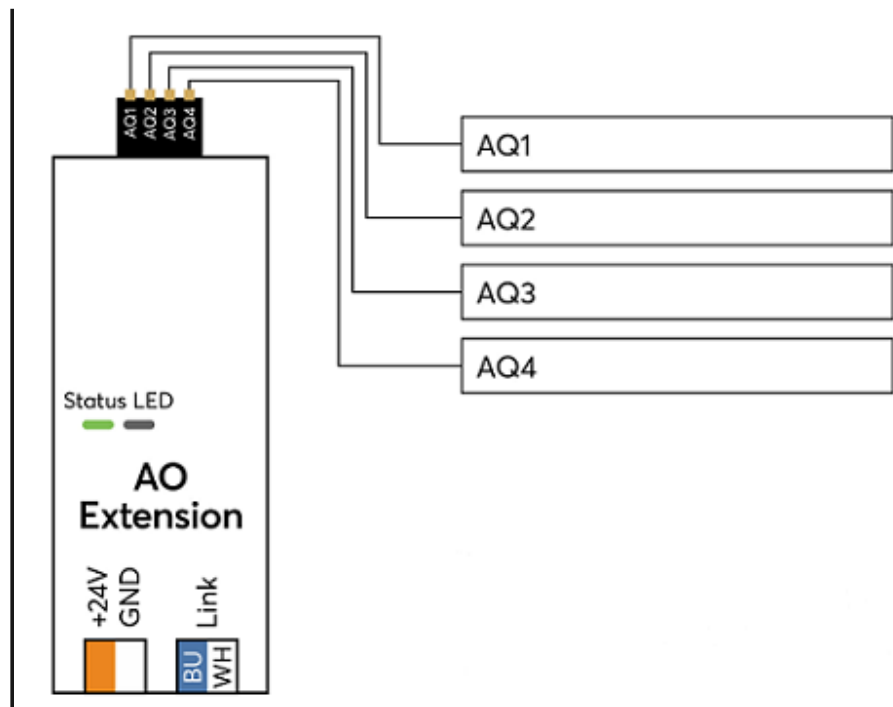 AQ1
AQ2
AQ3
AQ4
AQ1
AQ2
AQ3
AQ4
Status LED
AO
Extension
+24V
GND
Link
BU
WH